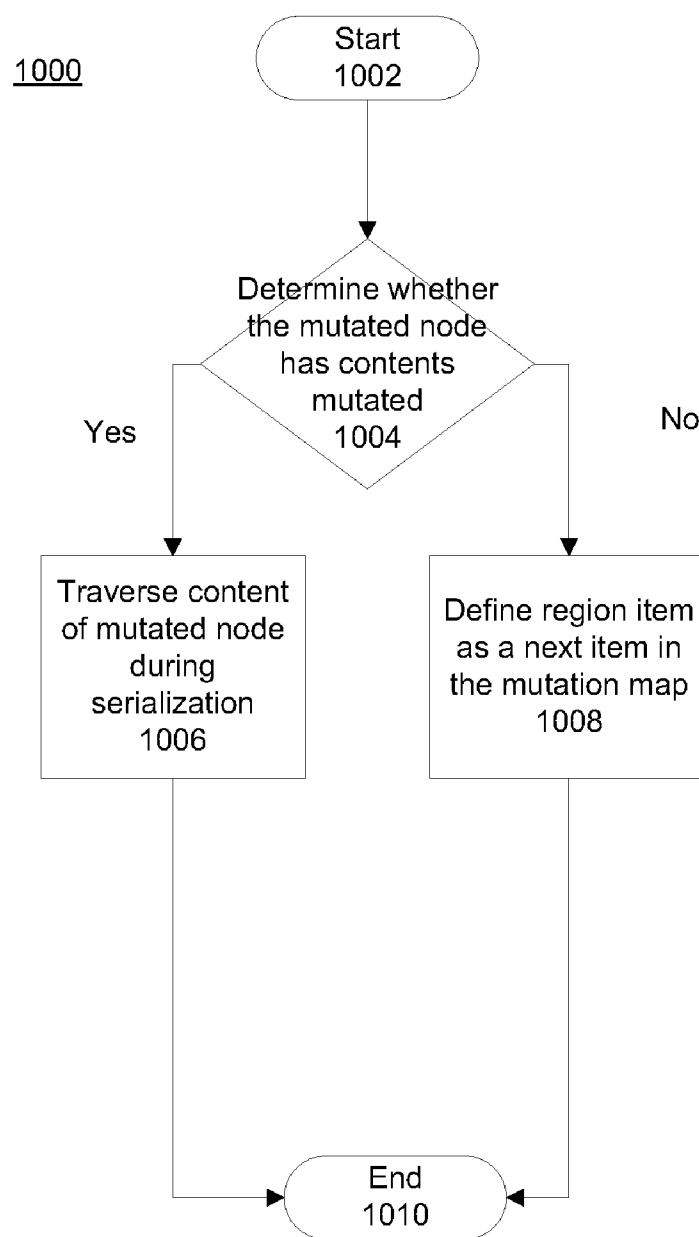 1000
Start
1002
Determine whether
the mutated node
has contents
mutated
1004
Yes
No
Traverse content
of mutated node
during
serialization
1006
Define region item
as a next item in
the mutation map
1008
End
1010